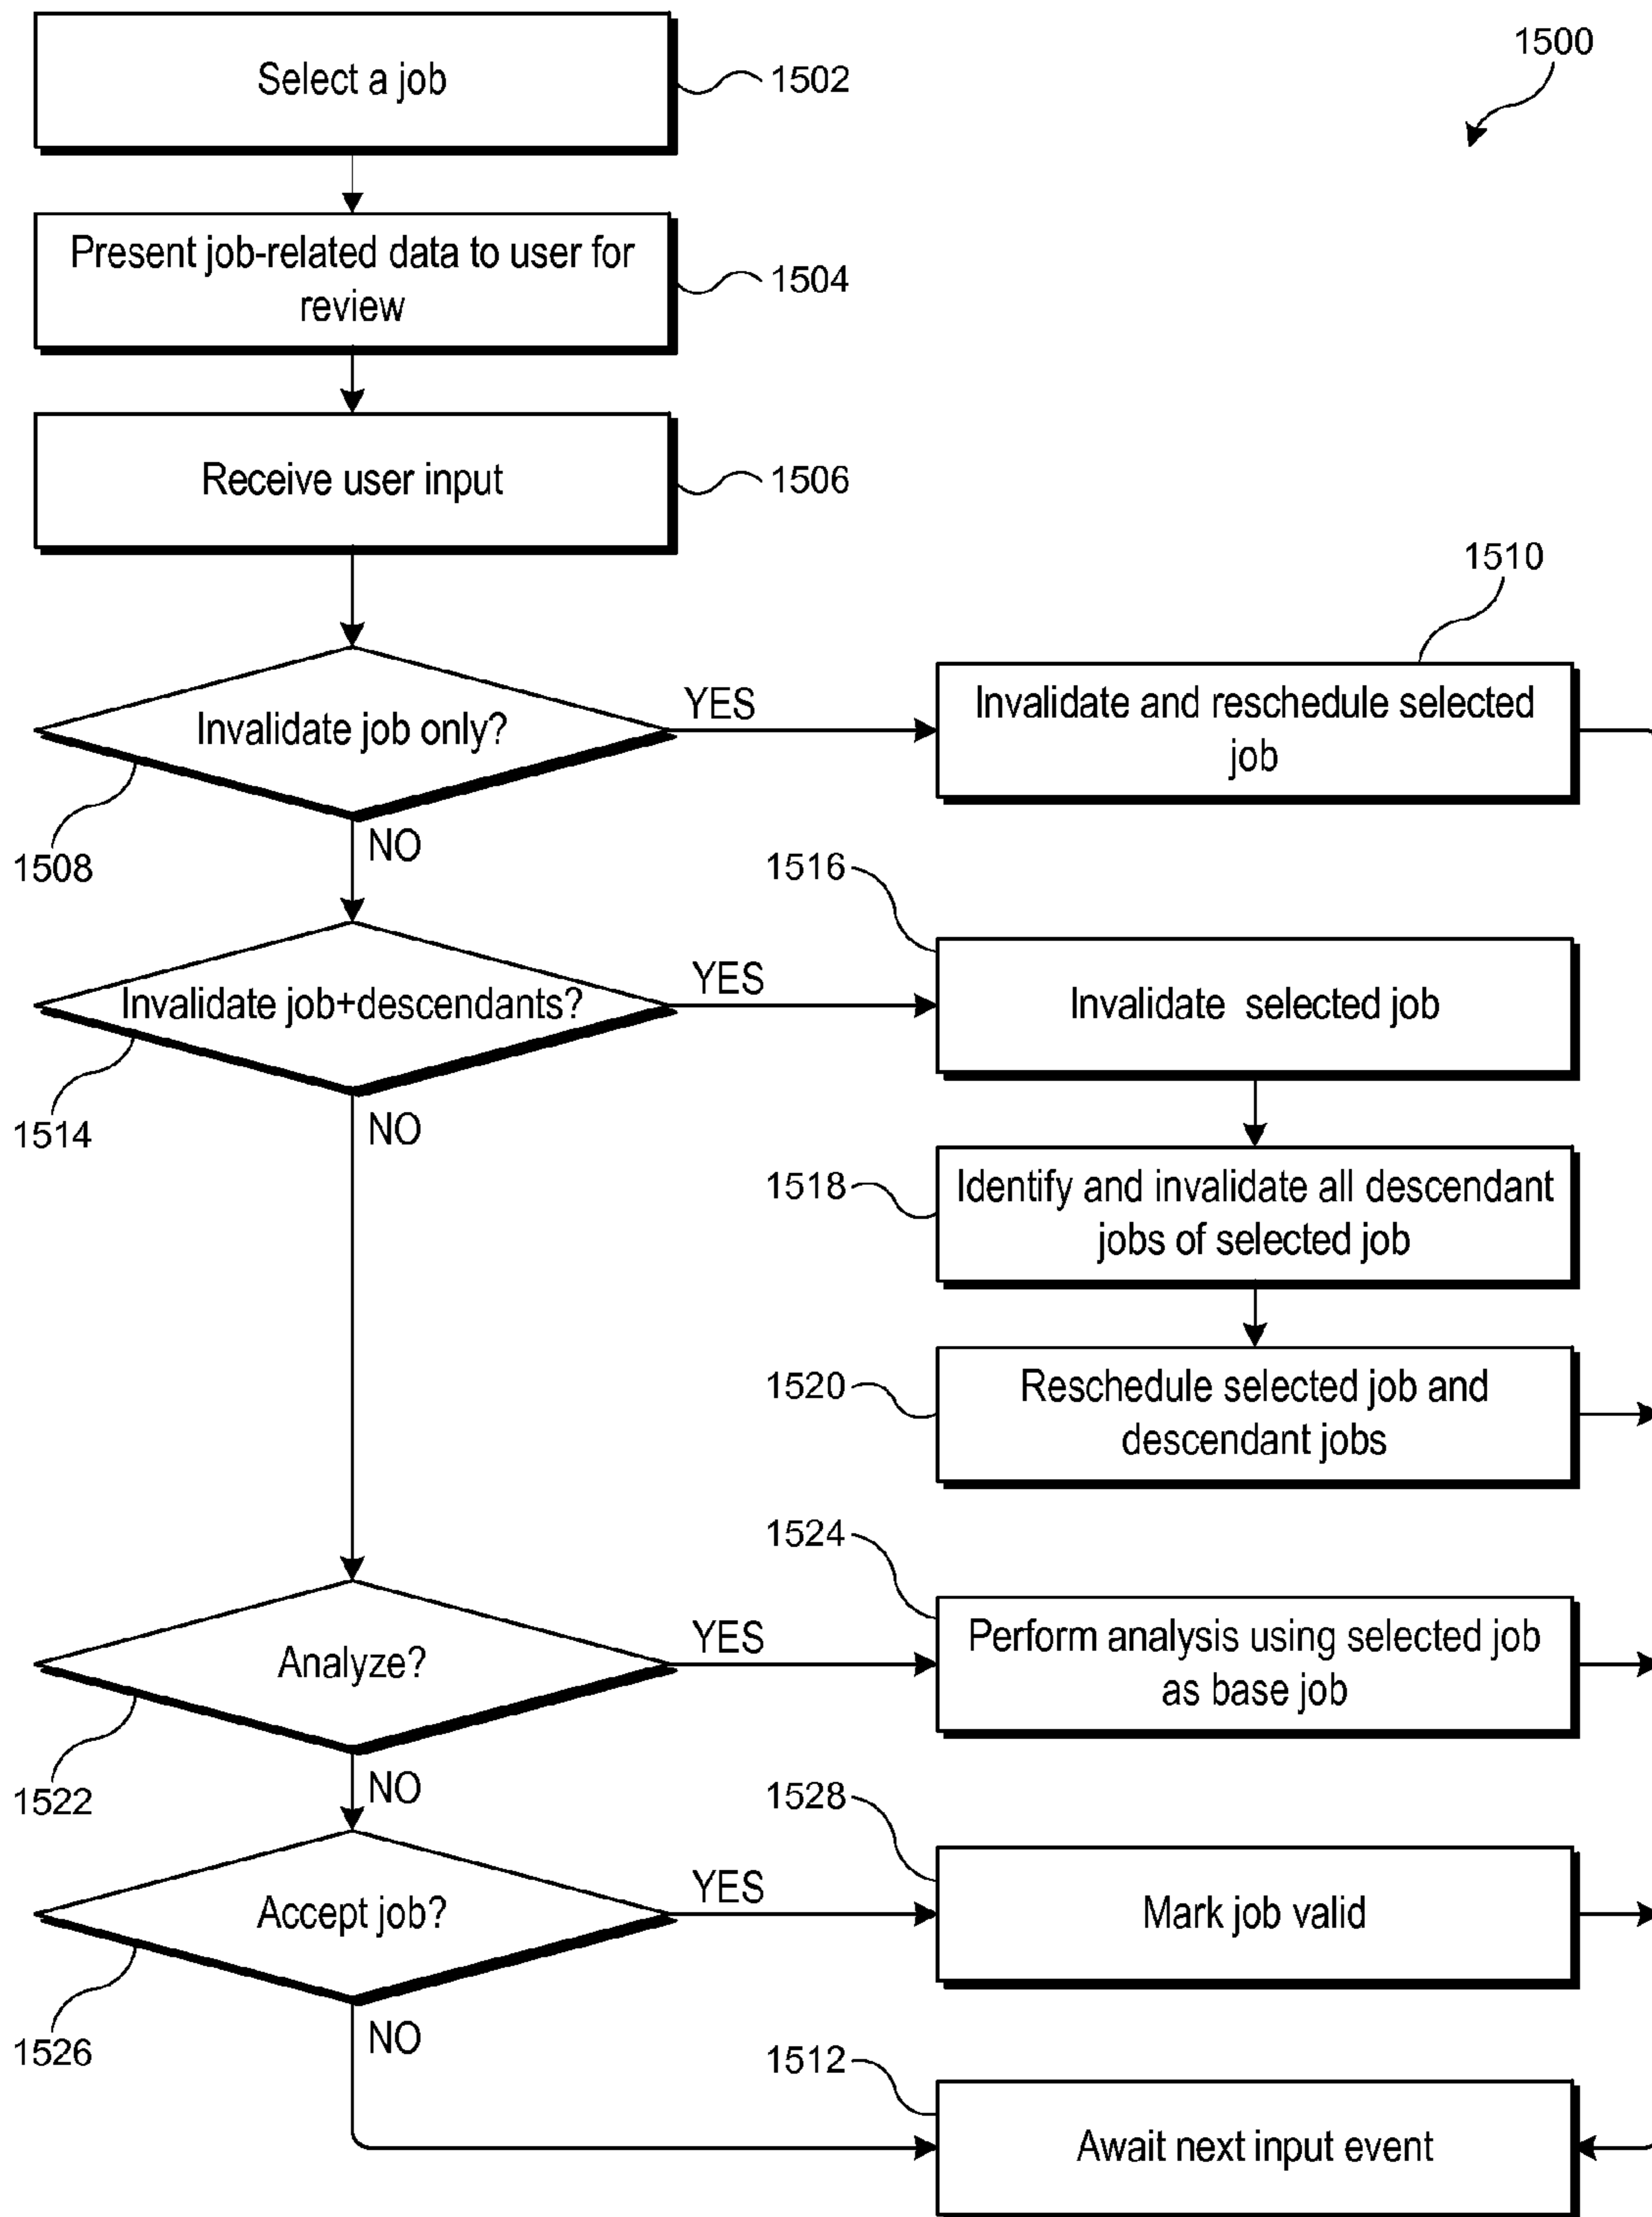 Select a job
1502
1500
Present job-related data to user for
review
1504
Receive user input
1506
1510
Invalidate job only?
YES
Invalidate and reschedule selected
job
NO
1508
1516
Invalidate job+descendants?
YES
Invalidate selected job
NO
1514
1518
Identify and invalidate all descendant
jobs of selected job
1520
Reschedule selected job and
descendant jobs
1524
Analyze?
YES
Perform analysis using selected job
as base job
NO
1522
1528
Accept job?
YES
Mark job valid
NO
1526
1512
Await next input event